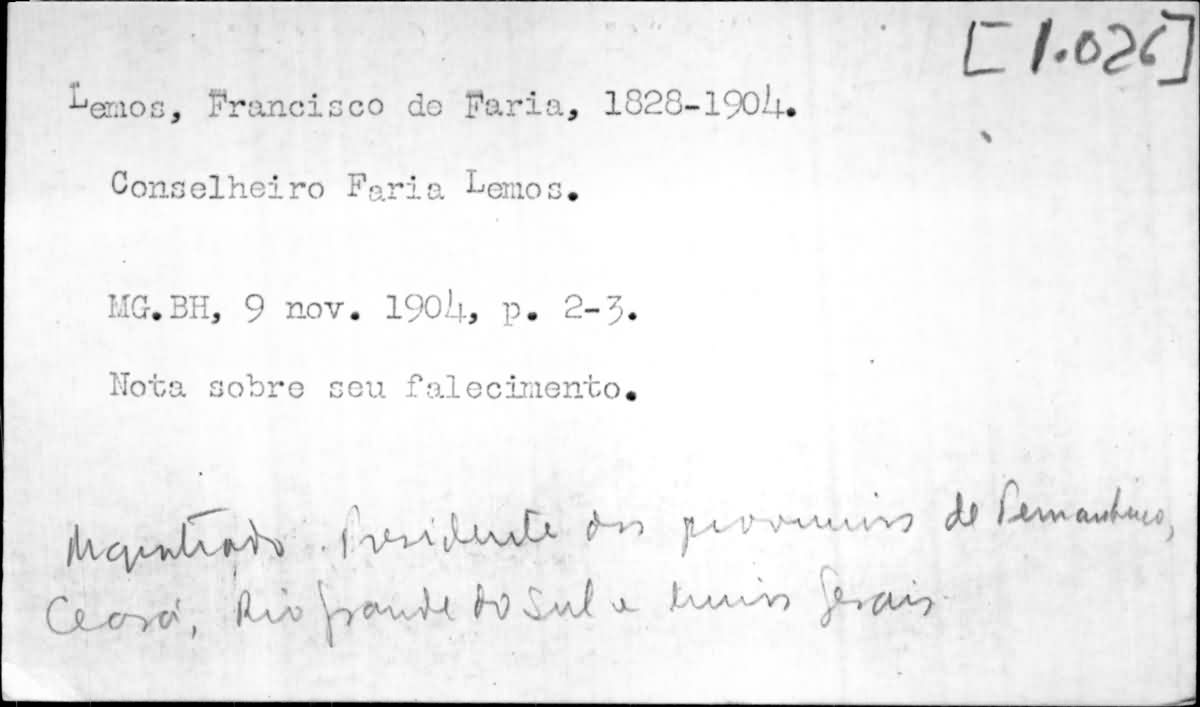 [1.026]
Lemos, Francisco de Faria, 1828-1904.
Conselheiro Faria Lemos.
MG.BH, 9 nov. 1904, p. 2-3.
Nota sobre seu falecimento.
Magistrado. Presidente das províncias de Pernambuco,
Ceará, Rio Grande do Sul e Minas Gerais